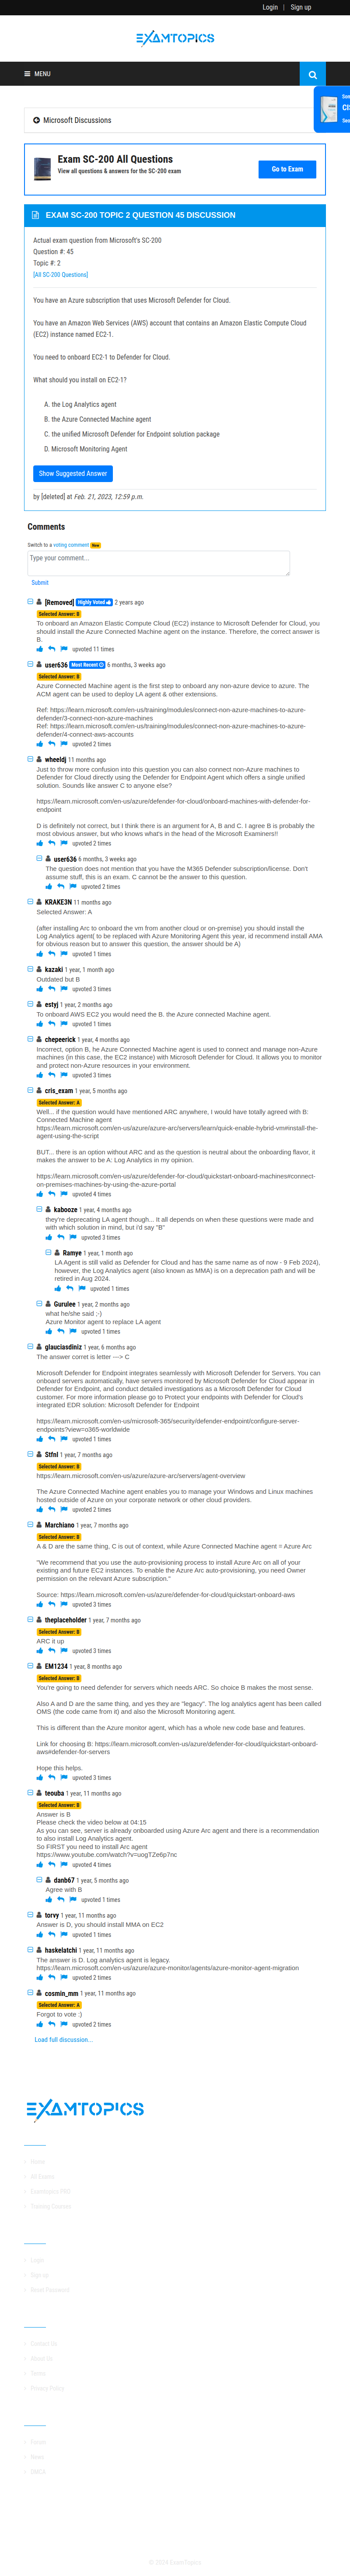 Login | Sign up
EXAMTOPICS
MENU
Microsoft Discussions
Exam SC-200 All Questions
View all questions & answers for the SC-200 exam
Go to Exam
EXAM SC-200 TOPIC 2 QUESTION 45 DISCUSSION
Actual exam question from Microsoft's SC-200
Question #: 45
Topic #: 2
[All SC-200 Questions]
You have an Azure subscription that uses Microsoft Defender for Cloud.
You have an Amazon Web Services (AWS) account that contains an Amazon Elastic Compute Cloud
(EC2) instance named EC2-1.
You need to onboard EC2-1 to Defender for Cloud.
What should you install on EC2-1?
A. the Log Analytics agent
B. the Azure Connected Machine agent
C. the unified Microsoft Defender for Endpoint solution package
D. Microsoft Monitoring Agent
Show Suggested Answer
by [deleted] at Feb. 21, 2023, 12:59 p.m.
Comments
Switch to a voting comment New
Type your comment...
Submit
[Removed] Highly Voted 2 years ago
Selected Answer: B
To onboard an Amazon Elastic Compute Cloud (EC2) instance to Microsoft Defender for Cloud, you
should install the Azure Connected Machine agent on the instance. Therefore, the correct answer is
B.
upvoted 11 times
user636 Most Recent 6 months, 3 weeks ago
Selected Answer: B
Azure Connected Machine agent is the first step to onboard any non-azure device to azure. The
ACM agent can be used to deploy LA agent & other extensions.
Ref: https://learn.microsoft.com/en-us/training/modules/connect-non-azure-machines-to-azure-
defender/3-connect-non-azure-machines
Ref: https://learn.microsoft.com/en-us/training/modules/connect-non-azure-machines-to-azure-
defender/4-connect-aws-accounts
upvoted 2 times
wheeldj 11 months ago
Just to throw more confusion into this question you can also connect non-Azure machines to
Defender for Cloud directly using the Defender for Endpoint Agent which offers a single unified
solution. Sounds like answer C to anyone else?
https://learn.microsoft.com/en-us/azure/defender-for-cloud/onboard-machines-with-defender-for-
endpoint
D is definitely not correct, but I think there is an argument for A, B and C. I agree B is probably the
most obvious answer, but who knows what's in the head of the Microsoft Examiners!!
upvoted 2 times
user636 6 months, 3 weeks ago
The question does not mention that you have the M365 Defender subscription/license. Don't
assume stuff, this is an exam. C cannot be the answer to this question.
upvoted 2 times
KRAKE3N 11 months ago
Selected Answer: A
(after installing Arc to onboard the vm from another cloud or on-premise) you should install the
Log Analytics agent( to be replaced with Azure Monitoring Agent this year, id recommend install AMA
for obvious reason but to answer this question, the answer should be A)
upvoted 1 times
kazaki 1 year, 1 month ago
Outdated but B
upvoted 3 times
estyj 1 year, 2 months ago
To onboard AWS EC2 you would need the B. the Azure connected Machine agent.
upvoted 1 times
chepeerick 1 year, 4 months ago
Incorrect, option B. he Azure Connected Machine agent is used to connect and manage non-Azure
machines (in this case, the EC2 instance) with Microsoft Defender for Cloud. It allows you to monitor
and protect non-Azure resources in your environment.
upvoted 3 times
cris_exam 1 year, 5 months ago
Selected Answer: A
Well... if the question would have mentioned ARC anywhere, I would have totally agreed with B:
Connected Machine agent
https://learn.microsoft.com/en-us/azure/azure-arc/servers/learn/quick-enable-hybrid-vm#install-the-
agent-using-the-script
BUT... there is an option without ARC and as the question is neutral about the onboarding flavor, it
makes the answer to be A: Log Analytics in my opinion.
https://learn.microsoft.com/en-us/azure/defender-for-cloud/quickstart-onboard-machines#connect-
on-premises-machines-by-using-the-azure-portal
upvoted 4 times
kabooze 1 year, 4 months ago
they're deprecating LA agent though... It all depends on when these questions were made and
with which solution in mind, but i'd say "B"
upvoted 3 times
Ramye 1 year, 1 month ago
LA Agent is still valid as Defender of Cloud and has the same name as of now - 9 Feb 2024),
however, the Log Analytics agent (also known as MMA) is on a deprecation path and will be
retired in Aug 2024.
upvoted 1 times
Gurulee 1 year, 2 months ago
what he/she said ;-)
Azure Monitor agent to replace LA agent
upvoted 1 times
glauciasdiniz 1 year, 6 months ago
The answer corret is letter ---> C
Microsoft Defender for Endpoint integrates seamlessly with Microsoft Defender for Servers. You can
onboard servers automatically, have servers monitored by Microsoft Defender for Cloud appear in
Defender for Endpoint, and conduct detailed investigations as a Microsoft Defender for Cloud
customer. For more information please go to Protect your endpoints with Defender for Cloud's
integrated EDR solution: Microsoft Defender for Endpoint
https://learn.microsoft.com/en-us/microsoft-365/security/defender-endpoint/configure-server-
endpoints?view=o365-worldwide
upvoted 1 times
Stfnl 1 year, 7 months ago
Selected Answer: B
https://learn.microsoft.com/en-us/azure/azure-arc/servers/agent-overview
The Azure Connected Machine agent enables you to manage your Windows and Linux machines
hosted outside of Azure on your corporate network or other cloud providers.
upvoted 2 times
Marchiano 1 year, 7 months ago
Selected Answer: B
A & D are the same thing, C is out of context, while Azure Connected Machine agent = Azure Arc
"We recommend that you use the auto-provisioning process to install Azure Arc on all of your
existing and future EC2 instances. To enable the Azure Arc auto-provisioning, you need Owner
permission on the relevant Azure subscription."
Source: https://learn.microsoft.com/en-us/azure/defender-for-cloud/quickstart-onboard-aws
upvoted 3 times
theplaceholder 1 year, 7 months ago
Selected Answer: B
ARC it up
upvoted 3 times
EM1234 1 year, 8 months ago
Selected Answer: B
You're going to need defender for servers which needs ARC. So choice B makes the most sense.
Also A and D are the same thing, and yes they are "legacy". The log analytics agent has been called
OMS (the code came from it) and also the Microsoft Monitoring agent.
This is different than the Azure monitor agent, which has a whole new code base and features.
Link for choosing B: https://learn.microsoft.com/en-us/azure/defender-for-cloud/quickstart-onboard-
aws#defender-for-servers
Hope this helps.
upvoted 3 times
teouba 1 year, 11 months ago
Selected Answer: B
Answer is B
Please check the video below at 04:15
As you can see, server is already onboarded using Azure Arc agent and there is a recommendation
to also install Log Analytics agent.
So FIRST you need to install Arc agent
https://www.youtube.com/watch?v=uogTZe6p7nc
upvoted 4 times
danb67 1 year, 5 months ago
Agree with B
upvoted 1 times
torvy 1 year, 11 months ago
Answer is D, you should install MMA on EC2
upvoted 1 times
haskelatchi 1 year, 11 months ago
The answer is D. Log analytics agent is legacy.
https://learn.microsoft.com/en-us/azure/azure-monitor/agents/azure-monitor-agent-migration
upvoted 2 times
cosmin_mm 1 year, 11 months ago
Selected Answer: A
Forgot to vote :)
upvoted 2 times
Load full discussion...
EXAMTOPICS
Home
All Exams
Examtopics PRO
Training Courses
Login
Sign up
Reset Password
Contact Us
About Us
Terms
Privacy Policy
Forum
News
DMCA
© 2024 ExamTopics